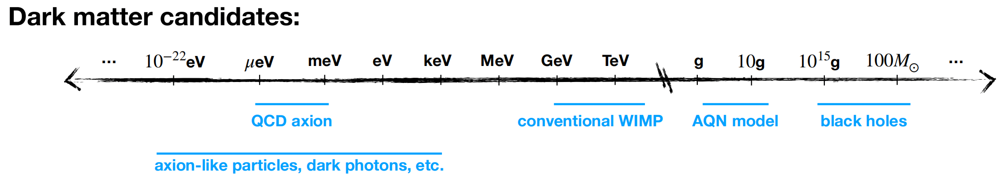 Dark matter candidates:
... 10⁻²²eV μeV meV eV keV MeV GeV TeV g 10g 10¹⁵g 100M☉ ...
QCD axion conventional WIMP AQN model black holes
axion-like particles, dark photons, etc.